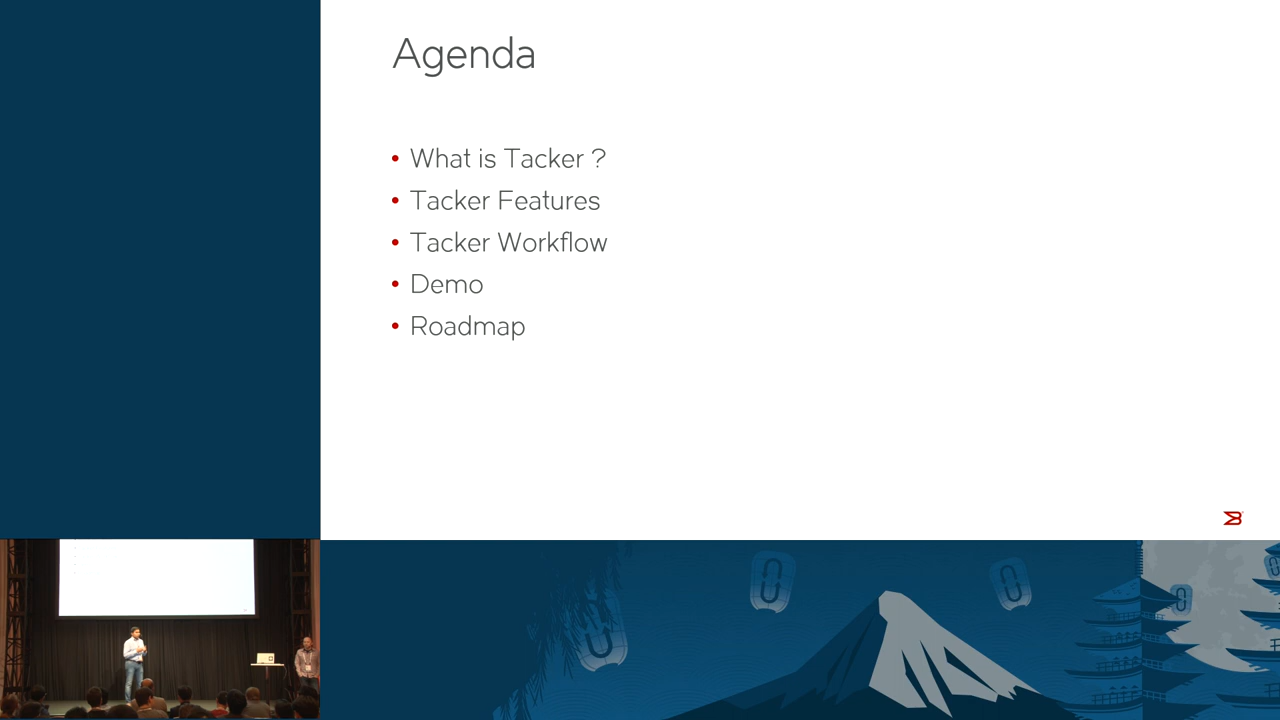 Agenda
• What is Tacker ?
• Tacker Features
• Tacker Workflow
• Demo
• Roadmap